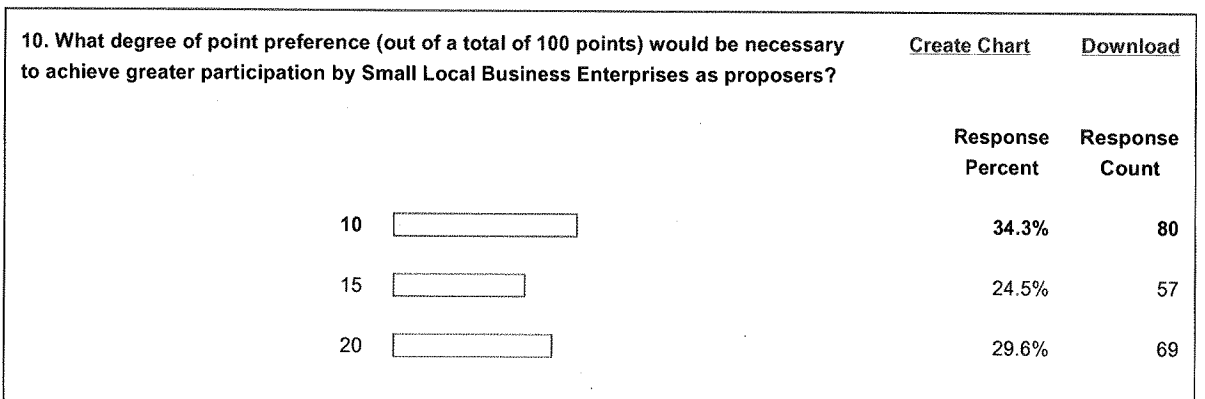 10. What degree of point preference (out of a total of 100 points) would be necessary Create Chart Download
to achieve greater participation by Small Local Business Enterprises as proposers?
Response Response
Percent Count
10 34.3% 80
15 24.5% 57
20 29.6% 69